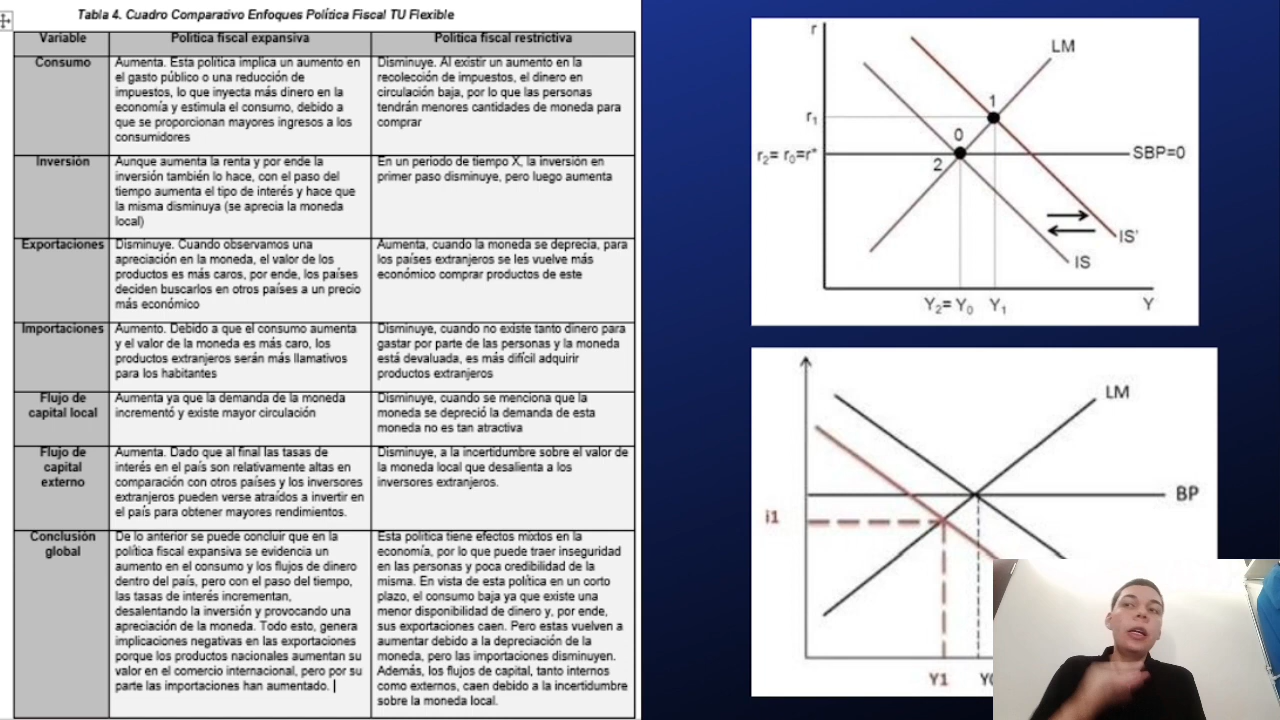 Tabla 4. Cuadro Comparativo Enfoques Política Fiscal TU Flexible
Variable
Política fiscal expansiva
Política fiscal restrictiva
Consumo
Aumenta. Esta política implica un aumento en
el gasto público o una reducción de
impuestos, lo que inyecta más dinero en la
economía y estimula el consumo, debido a
que se proporcionan mayores ingresos a los
consumidores
Disminuye. Al existir un aumento en la
recolección de impuestos, el dinero en
circulación baja, por lo que las personas
tendrán menores cantidades de moneda para
comprar
Inversión
Aunque aumenta la renta y por ende la
inversión también lo hace, con el paso del
tiempo aumenta el tipo de interés y hace que
la misma disminuya (se aprecia la moneda
local)
En un periodo de tiempo X, la inversión en
primer paso disminuye, pero luego aumenta
Exportaciones
Disminuye. Cuando observamos una
apreciación en la moneda, el valor de los
productos es más caros, por ende, los países
deciden buscarlos en otros países a un precio
más económico
Aumenta, cuando la moneda se deprecia, para
los países extranjeros se les vuelve más
económico comprar productos de este
Importaciones
Aumento. Debido a que el consumo aumenta
y el valor de la moneda es más caro, los
productos extranjeros serán más llamativos
para los habitantes
Disminuye, cuando no existe tanto dinero para
gastar por parte de las personas y la moneda
está devaluada, es más difícil adquirir
productos extranjeros
Flujo de
capital local
Aumenta ya que la demanda de la moneda
incrementó y existe mayor circulación
Disminuye, cuando se menciona que la
moneda se depreció la demanda de esta
moneda no es tan atractiva
Flujo de
capital
externo
Aumenta. Dado que al final las tasas de
interés en el país son relativamente altas en
comparación con otros países y los inversores
extranjeros pueden verse atraídos a invertir en
el país para obtener mayores rendimientos.
Disminuye, a la incertidumbre sobre el valor de
la moneda local que desalienta a los
inversores extranjeros.
Conclusión
global
De lo anterior se puede concluir que en la
política fiscal expansiva se evidencia un
aumento en el consumo y los flujos de dinero
dentro del país, pero con el paso del tiempo,
las tasas de interés incrementan,
desalentando la inversión y provocando una
apreciación de la moneda. Todo esto, genera
implicaciones negativas en las exportaciones
porque los productos nacionales aumentan su
valor en el comercio internacional, pero por su
parte las importaciones han aumentado.
Esta política tiene efectos mixtos en la
economía, por lo que puede traer inseguridad
en las personas y poca credibilidad de la
misma. En vista de esta política en un corto
plazo, el consumo baja ya que existe una
menor disponibilidad de dinero y, por ende,
sus exportaciones caen. Pero estas vuelven a
aumentar debido a la depreciación de la
moneda, pero las importaciones disminuyen.
Además, los flujos de capital, tanto internos
como externos, caen debido a la incertidumbre
sobre la moneda local.
r
LM
1
r₁
0
r₂= r₀=r*
SBP=0
2
IS'
IS
Y₂= Y₀
Y₁
Y
LM
BP
i1
Y1